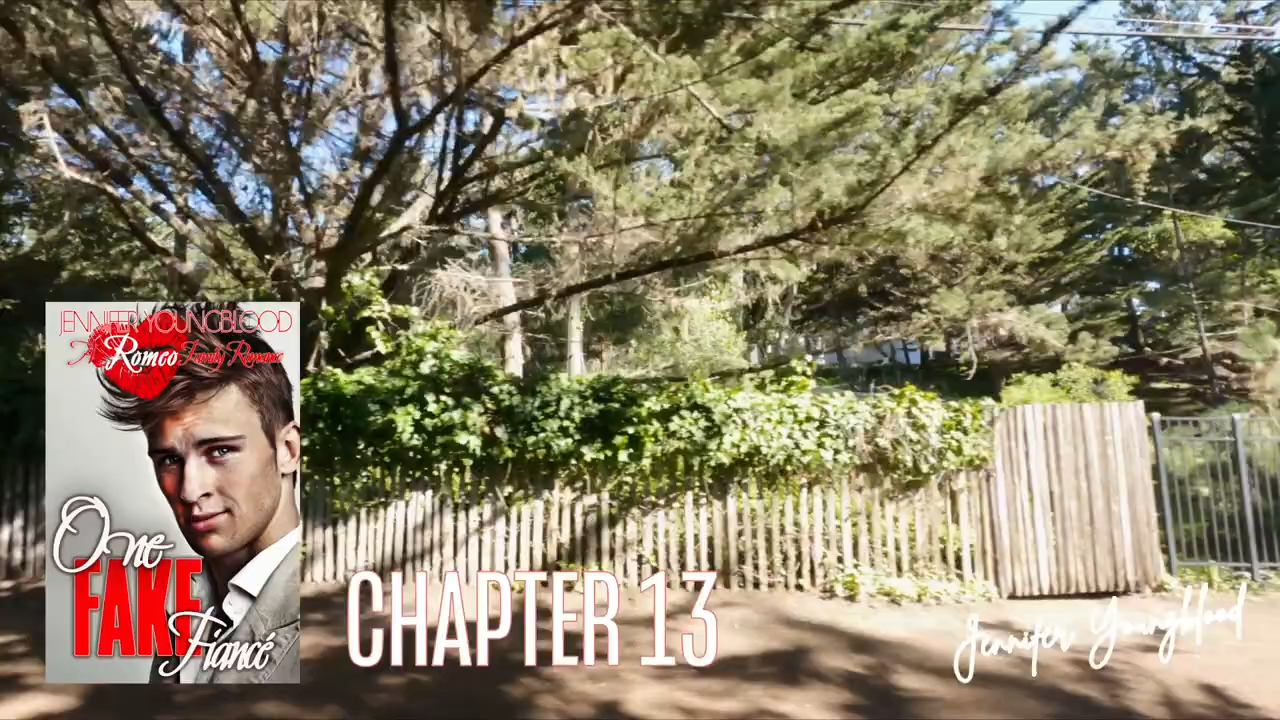 JENNIFER YOUNGBLOOD
A Romeo Family Romance
One
FAKE
Fiancé
CHAPTER 13
Jennifer Youngblood